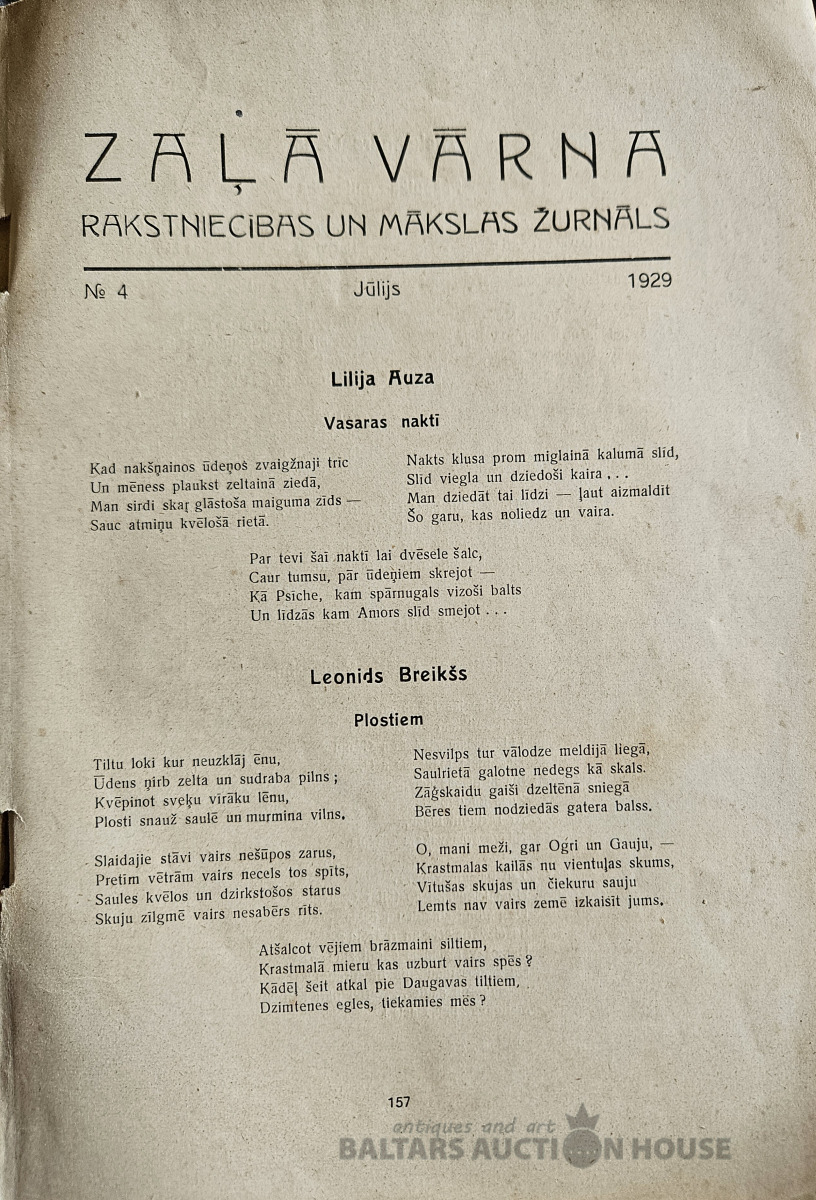 ZAĻĀ VĀRNA
RAKSTNIECIBAS UN MĀKSLAS ŽURNĀLS
№ 4 Jūlijs 1929
Lilija Auza
Vasaras naktī
Kad nakšņainos ūdeņos zvaigžnaji trīc
Un mēness plaukst zeltainā ziedā,
Man sirdi skaŗ glāstoša maiguma zīds —
Sauc atmiņu kvēlošā rietā.
Nakts klusa prom miglainā kalumā slīd,
Slīd viegla un dziedoši kaira . . .
Man dziedāt tai līdzi — ļaut aizmaldīt
Šo garu, kas noliedz un vaira.
Par tevi šaī naktī lai dvēsele šalc,
Caur tumsu, pār ūdeņiem skrejot —
Kā Psīche, kam spārnugals vizoši balts
Un līdzās kam Amors slīd smejot . . .
Leonids Breikšs
Plostiem
Tiltu loki kur neuzklāj ēnu,
Ūdens ņirb zelta un sudraba pilns ;
Kvēpinot sveķu vīrāku lēnu,
Plosti snauž saulē un murmina vilns.
Slaidajie stāvi vairs nešūpos zarus,
Pretim vētrām vairs necels tos spīts,
Saules kvēlos un dzirkstošos starus
Skuju zīlgmē vairs nesabērs rīts.
Nesvilps tur vālodze meldijā liegā,
Saulrietā galotne nedegs kā skals.
Zāģskaidu gaiši dzeltēnā sniegā
Bēres tiem nodziedās gatera balss.
O, mani meži, gar Ogri un Gauju, —
Krastmalas kailās nu vientuļas skums,
Vītušas skujas un čiekuru sauju
Lemts nav vairs zemē izkaisīt jums.
Atšalcot vējiem brāzmaini siltiem,
Krastmalā mieru kas uzburt vairs spēs ?
Kādēļ šeit atkal pie Daugavas tiltiem,
Dzimtenes egles, tiekamies mēs ?
157
antiques and art
BALTARS AUCTION HOUSE